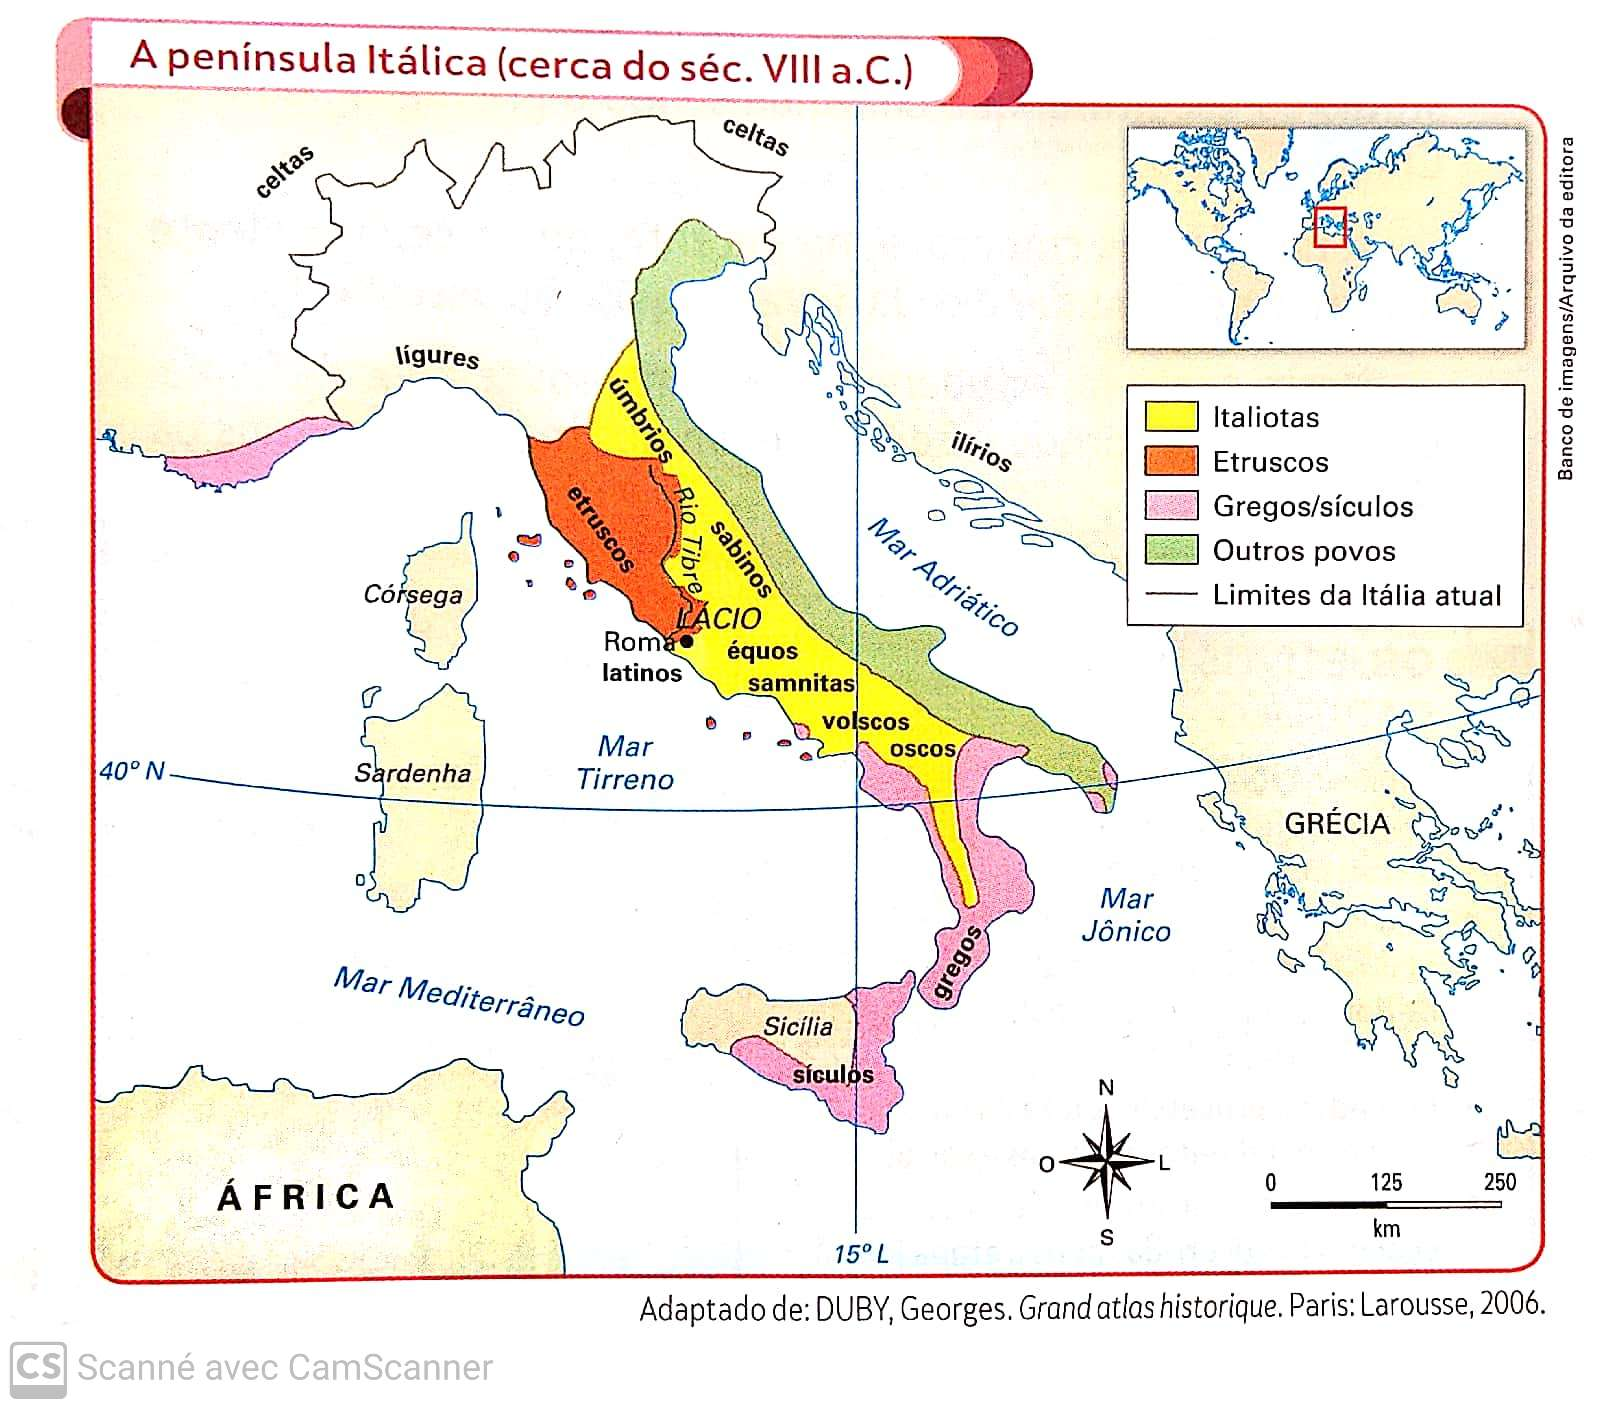 A península Itálica (cerca do séc. VIII a.C.)
celtas
celtas
lígures
úmbrios
ilírios
etruscos
Rio Tibre
sabinos
Mar Adriático
Córsega
LÁCIO
Roma
latinos
équos
samnitas
volscos
oscos
Mar
Tirreno
40º N
Sardenha
GRÉCIA
Mar
Jônico
gregos
Mar Mediterrâneo
Sicília
sículos
ÁFRICA
15º L
Italiotas
Etruscos
Gregos/sículos
Outros povos
Limites da Itália atual
N
O
L
S
0 125 250
km
Banco de imagens/Arquivo da editora
Adaptado de: DUBY, Georges. Grand atlas historique. Paris: Larousse, 2006.
CS Scanné avec CamScanner